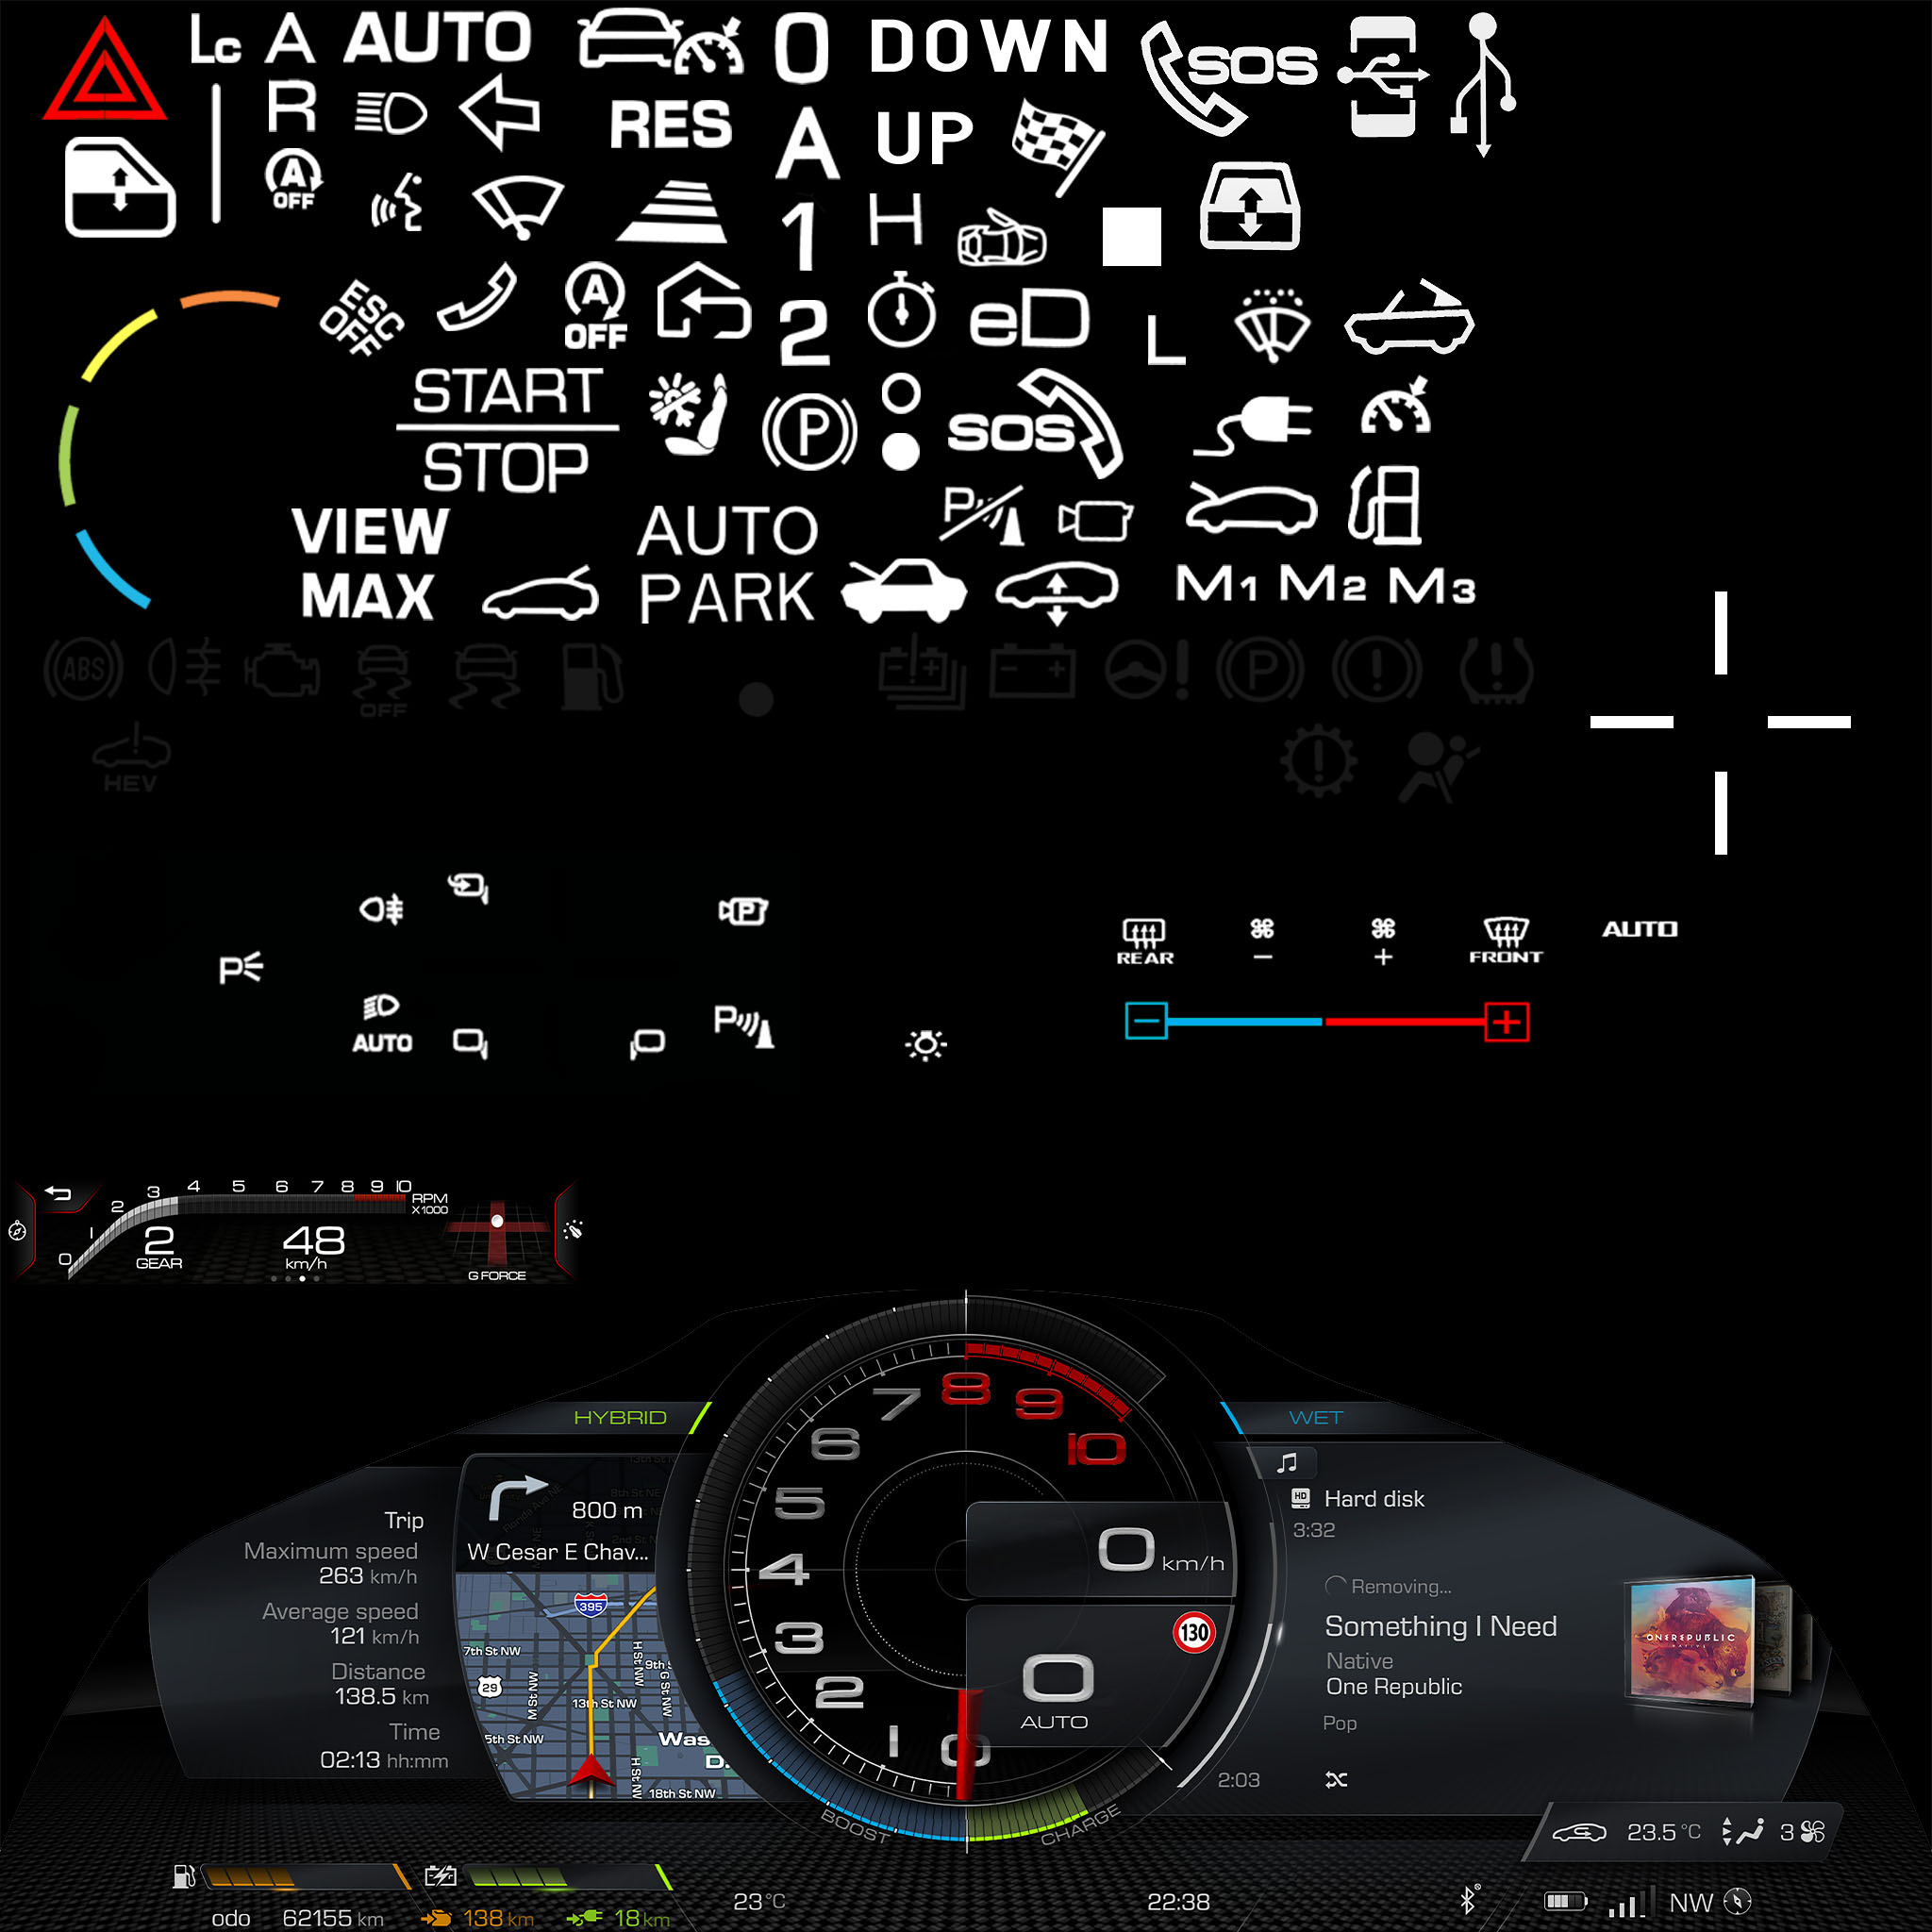 Lc A AUTO 0 DOWN SOS
R RES A UP
A
OFF
1 H
ESC
OFF
A
OFF
2 eD L
START
STOP
P SOS
VIEW
MAX
AUTO
PARK
P
M1 M2 M3
ABS OFF P
HEV
P
REAR - + FRONT AUTO
P
AUTO
P
- +
0 1 2 3 4 5 6 7 8 9 10 RPM
X1000
2
GEAR
48
km/h
G FORCE
HYBRID
WET
0 1 2 3 4 5 6 7 8 9 10
BOOST
CHARGE
0 km/h
130
0
AUTO
Trip
Maximum speed
263 km/h
Average speed
121 km/h
Distance
138.5 km
Time
02:13 hh:mm
800 m
W Cesar E Chav...
395
7th St NW
9th S
29
N 4S W
H St NW
G St NW
13th St NW
5th St NW
Was
D.
H St NW
18th St NW
HD Hard disk
3:32
Removing...
Something I Need
Native
One Republic
Pop
2:03
ONEREPUBLIC
NATIVE
23.5 °C 3
odo 62155 km 138 km 18 km
23 °C
22:38
NW